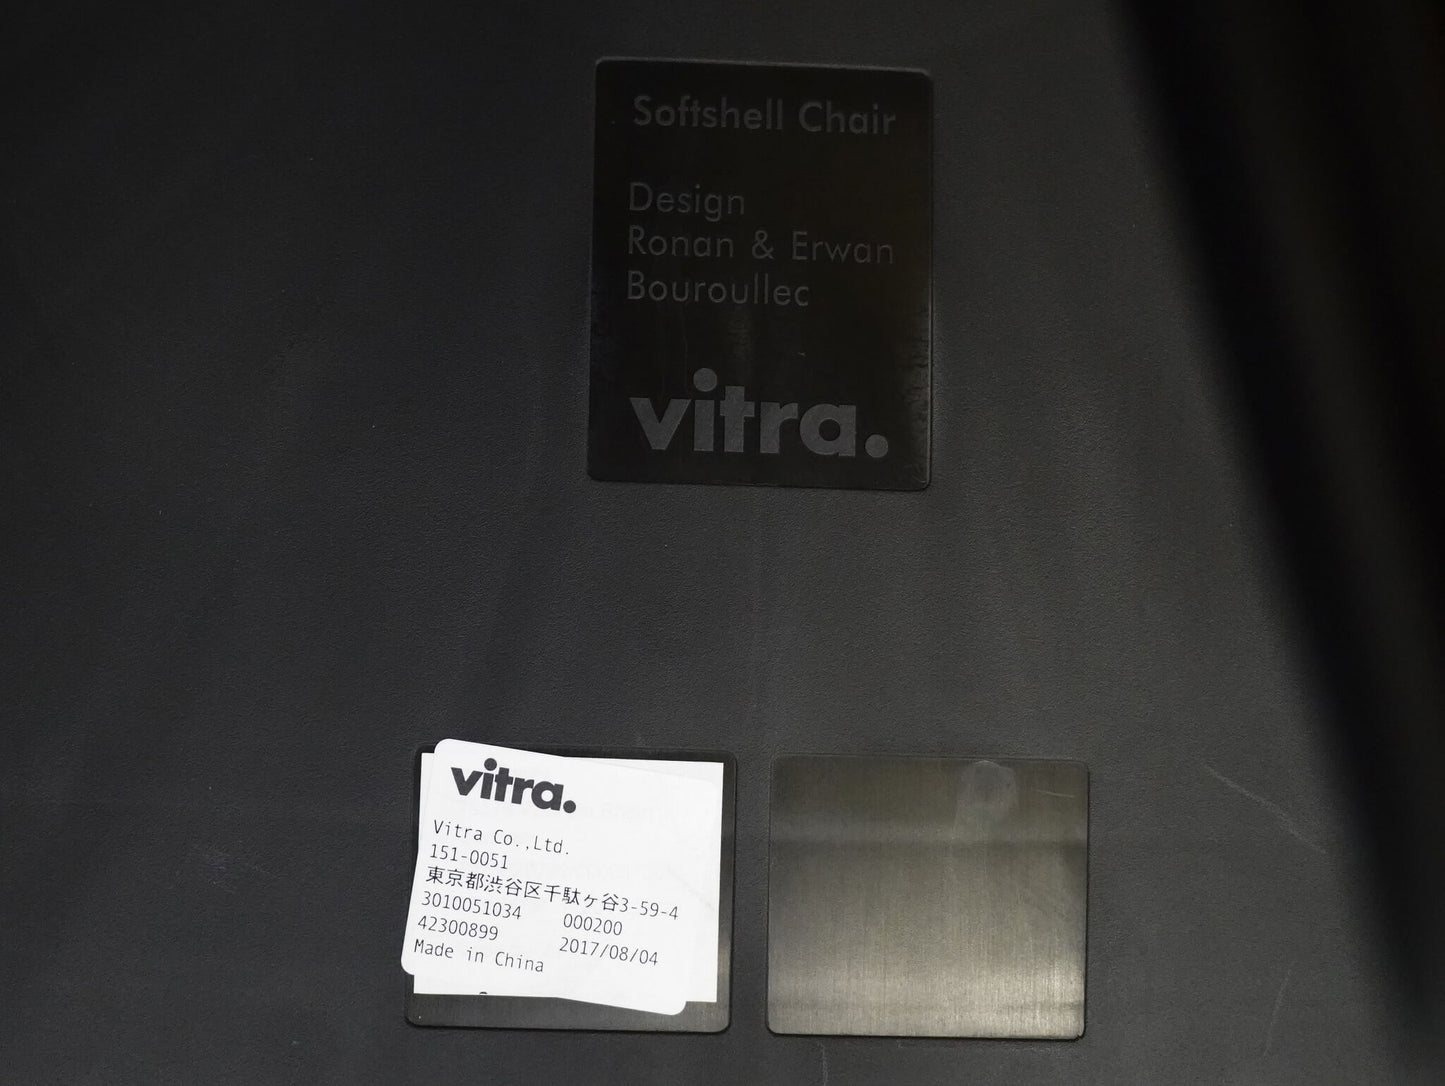 Softshell Chair
Design
Ronan & Erwan
Bouroullec
vitra.
vitra.
Vitra Co.,Ltd.
151-0051
東京都渋谷区千駄ヶ谷3-59-4
3010051034 000200
42300899 2017/08/04
Made in China